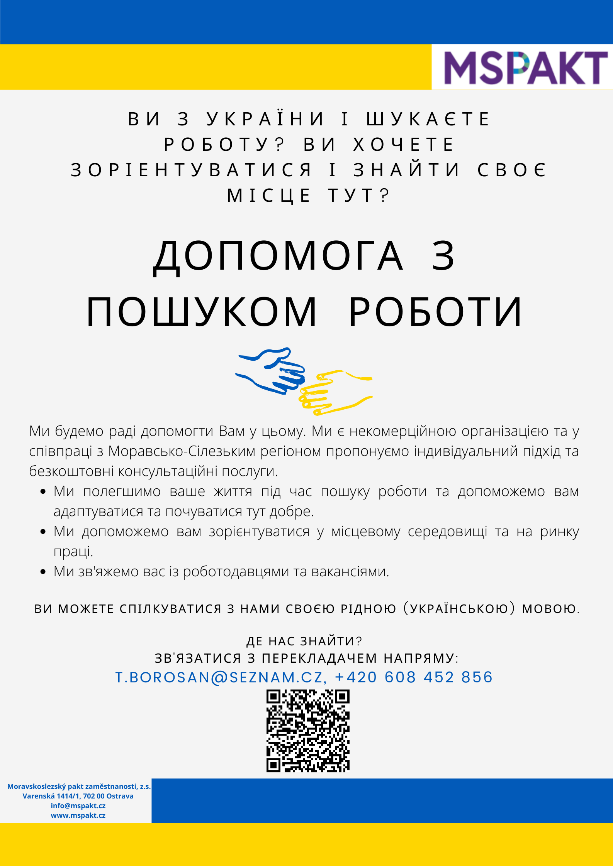 MSPAKT
ВИ З УКРАЇНИ І ШУКАЄТЕ
РОБОТУ? ВИ ХОЧЕТЕ
ЗОРІЕНТУВАТИСЯ І ЗНАЙТИ СВОЄ
МІСЦЕ ТУТ?
ДОПОМОГА З
ПОШУКОМ РОБОТИ
Ми будемо раді допомогти Вам у цьому. Ми є некомерційною організацією та у
співпраці з Моравсько-Сілезьким регіоном пропонуємо індивідуальний підхід та
безкоштовні консультаційні послуги.
• Ми полегшимо ваше життя під час пошуку роботи та допоможемо вам
адаптуватися та почуватися тут добре.
• Ми допоможемо вам зорієнтуватися у місцевому середовищі та на ринку
праці.
• Ми зв'яжемо вас із роботодавцями та вакансіями.
ВИ МОЖЕТЕ СПІЛКУВАТИСЯ З НАМИ СВОЄЮ РІДНОЮ (УКРАЇНСЬКОЮ) МОВОЮ.
ДЕ НАС ЗНАЙТИ?
ЗВ'ЯЗАТИСЯ З ПЕРЕКЛАДАЧЕМ НАПРЯМУ:
T.BOROSAN@SEZNAM.CZ, +420 608 452 856
Moravskoslezský pakt zaměstnanosti, z.s.
Varenská 1414/1, 702 00 Ostrava
info@mspakt.cz
www.mspakt.cz